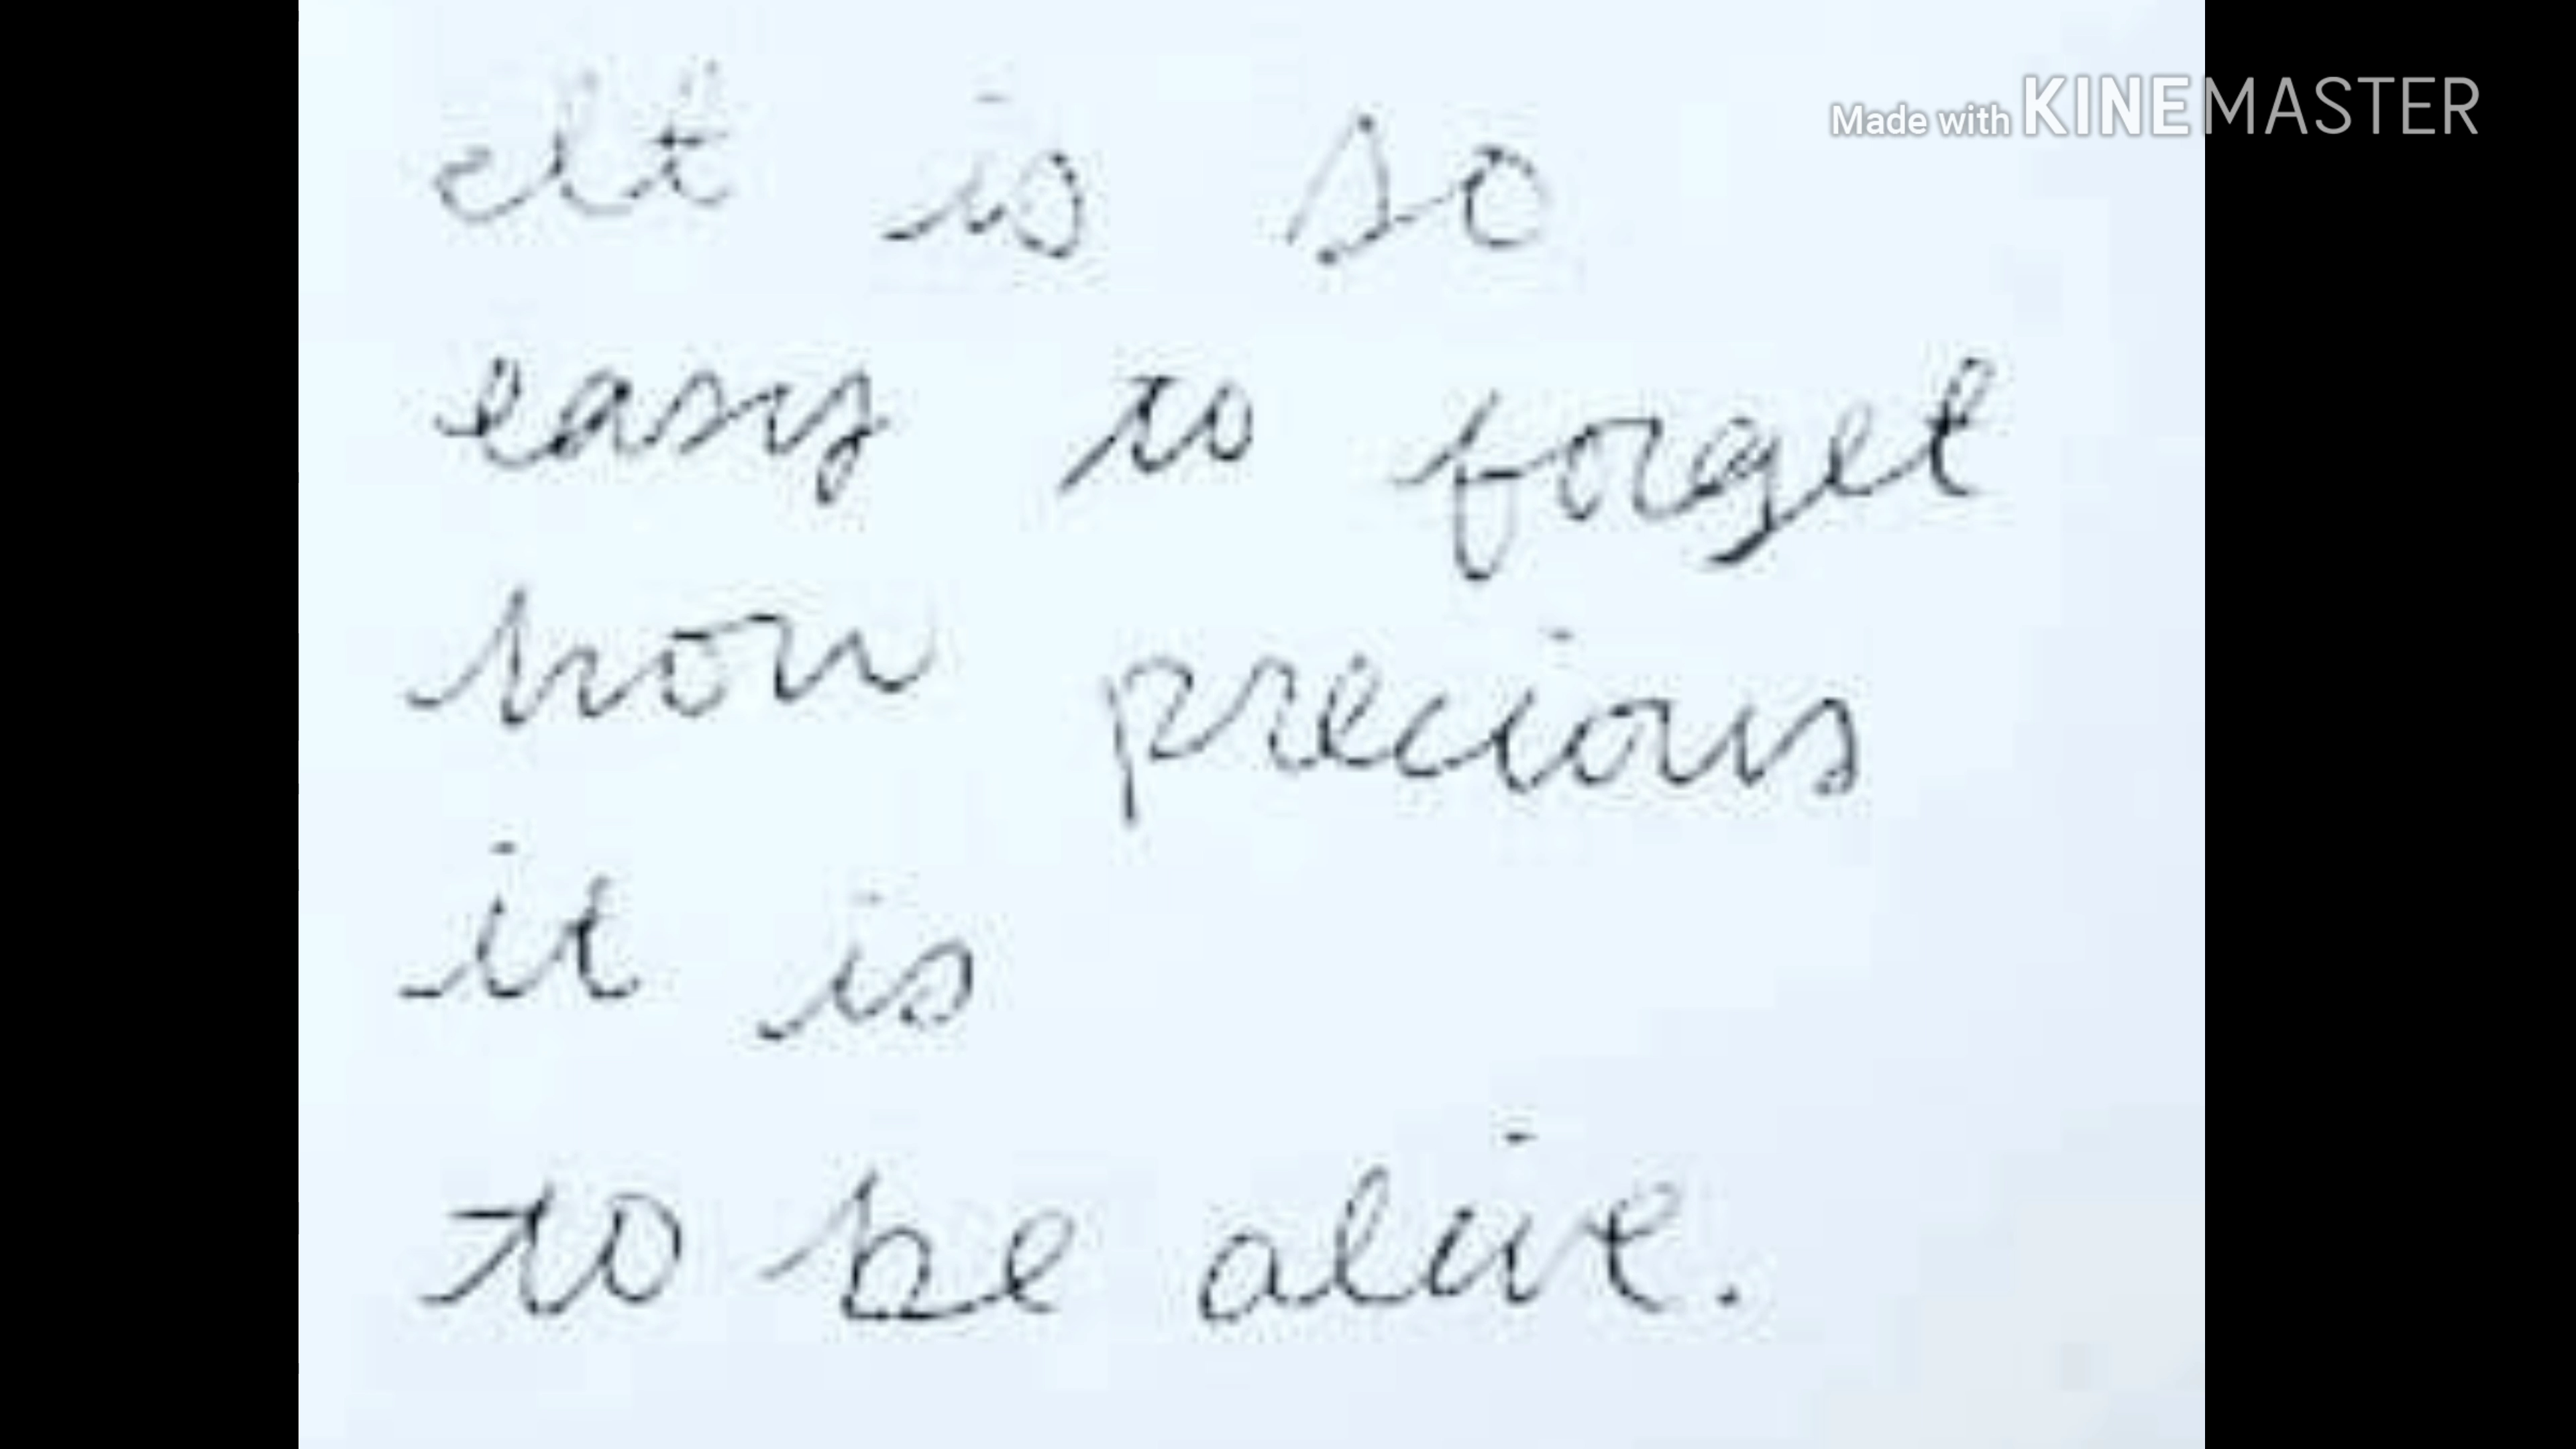 It is so
Made with KINEMASTER
easy to forget
how precious
it is
to be alive.